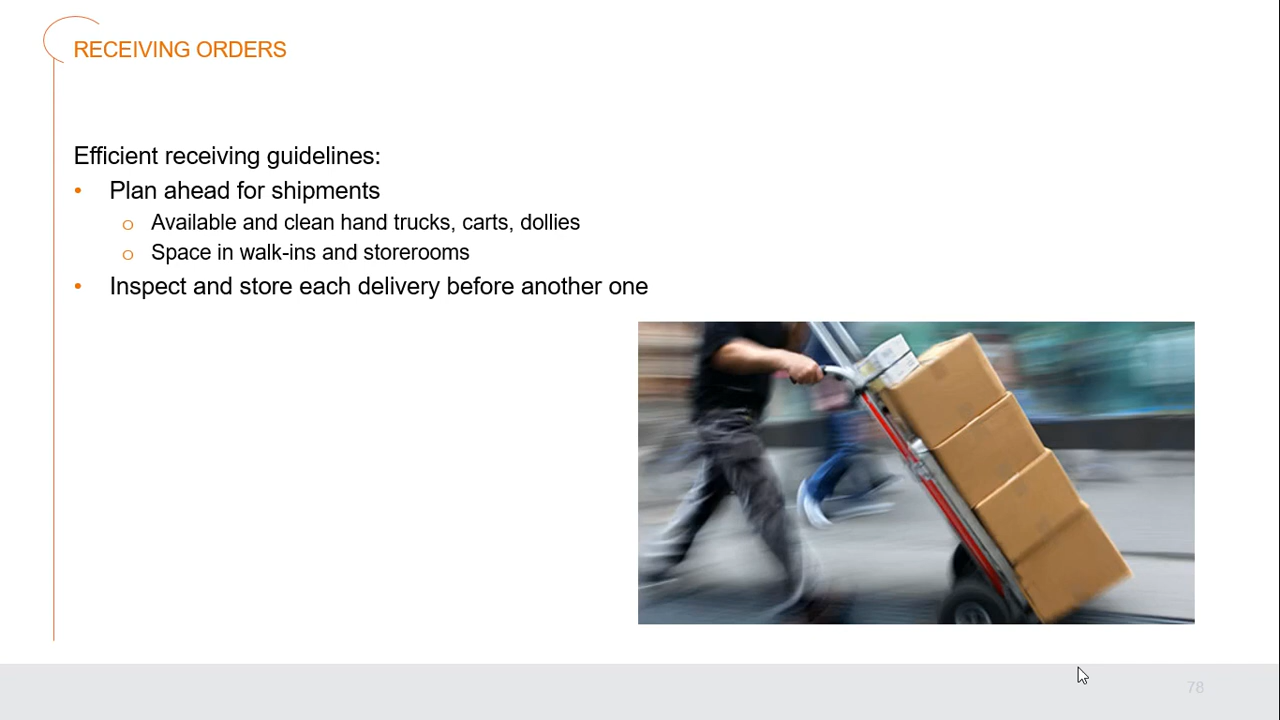 RECEIVING ORDERS
Efficient receiving guidelines:
• Plan ahead for shipments
o Available and clean hand trucks, carts, dollies
o Space in walk-ins and storerooms
• Inspect and store each delivery before another one
78